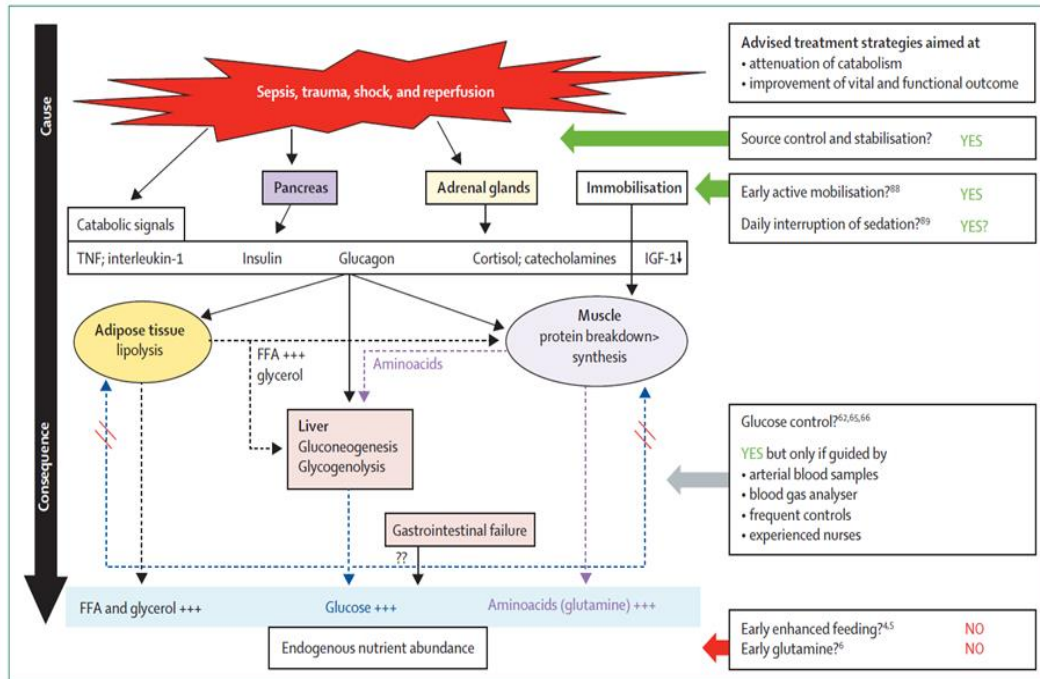 Cause
Consequence
Sepsis, trauma, shock, and reperfusion
Pancreas
Adrenal glands
Immobilisation
Catabolic signals
TNF; interleukin-1
Insulin
Glucagon
Cortisol; catecholamines
IGF-1↓
Adipose tissue
lipolysis
FFA +++
glycerol
Aminoacids
Muscle
protein breakdown>
synthesis
Liver
Gluconeogenesis
Glycogenolysis
Gastrointestinal failure
??
FFA and glycerol +++
Glucose +++
Aminoacids (glutamine) +++
Endogenous nutrient abundance
Advised treatment strategies aimed at
• attenuation of catabolism
• improvement of vital and functional outcome
Source control and stabilisation? YES
Early active mobilisation?⁸⁸ YES
Daily interruption of sedation?⁸⁹ YES?
Glucose control?⁶²,⁶⁵,⁶⁶
YES but only if guided by
• arterial blood samples
• blood gas analyser
• frequent controls
• experienced nurses
Early enhanced feeding?⁴,⁵ NO
Early glutamine?⁶ NO